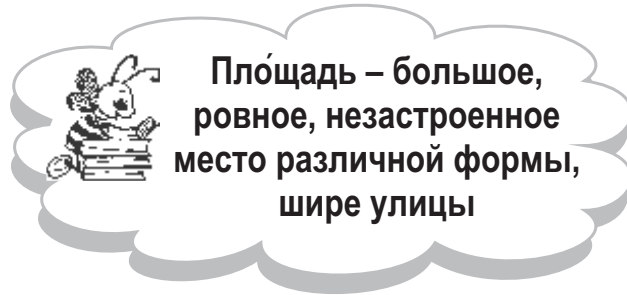 Пло́щадь – большое,
ровное, незастроенное
место различной формы,
шире улицы